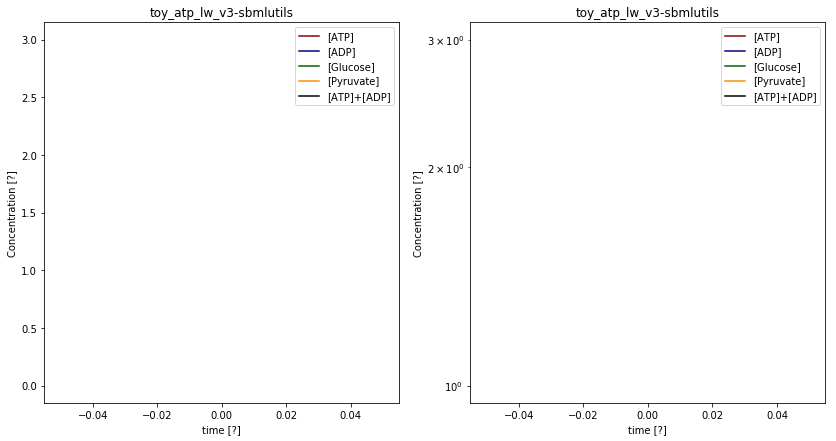 toy_atp_lw_v3-sbmlutils
3.0
2.5
2.0
1.5
1.0
0.5
0.0
Concentration [?]
[ATP]
[ADP]
[Glucose]
[Pyruvate]
[ATP]+[ADP]
−0.04
−0.02
0.00
0.02
0.04
time [?]
toy_atp_lw_v3-sbmlutils
3 × 10⁰
2 × 10⁰
10⁰
Concentration [?]
[ATP]
[ADP]
[Glucose]
[Pyruvate]
[ATP]+[ADP]
−0.04
−0.02
0.00
0.02
0.04
time [?]